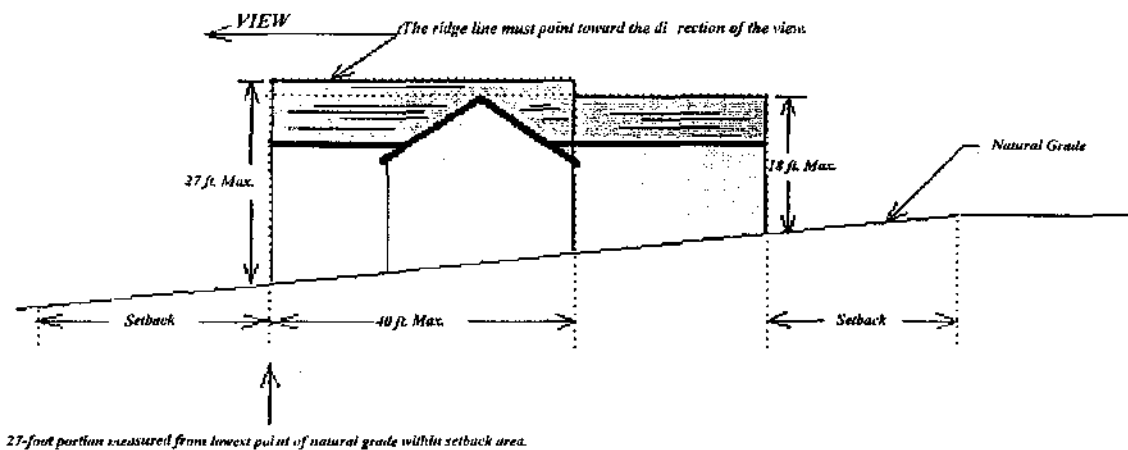 VIEW
The ridge line must point toward the di rection of the view.
Natural Grade
27 ft. Max.
18 ft. Max.
Setback
40 ft. Max.
Setback
27-foot portion measured from lowest point of natural grade within setback area.